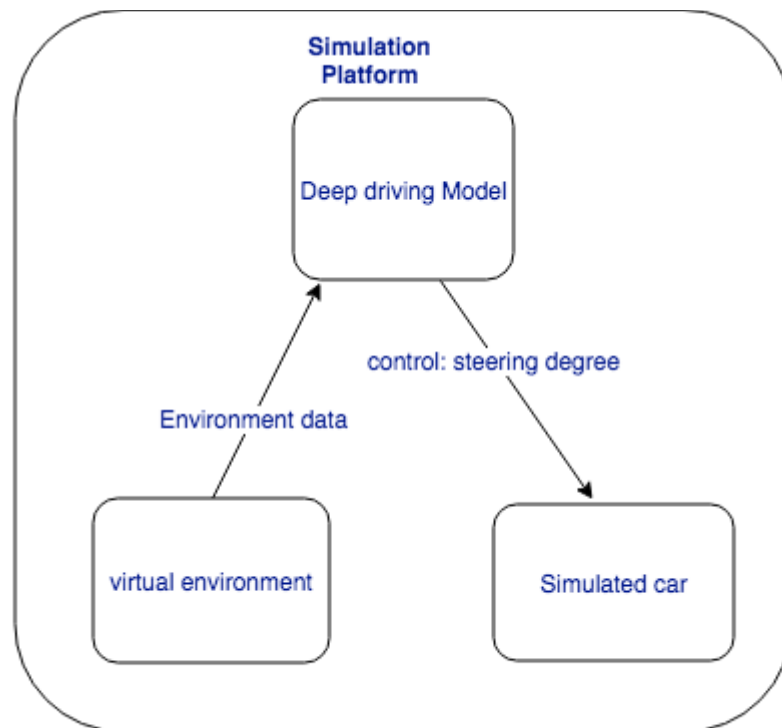 Simulation
Platform
Deep driving Model
control: steering degree
Environment data
virtual environment
Simulated car